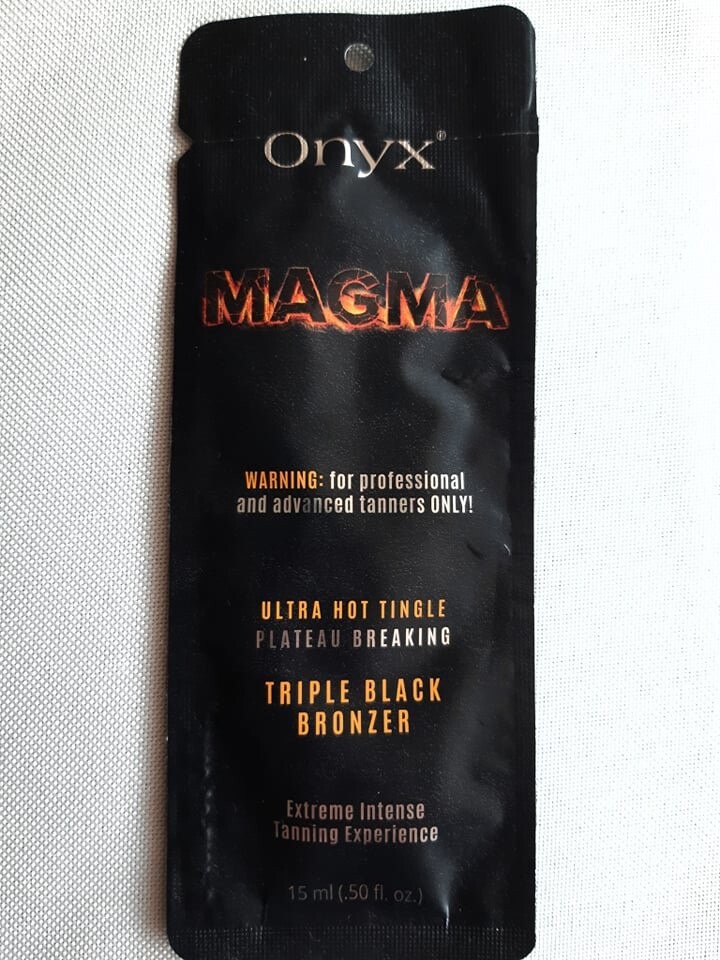 Onyx®
MAGMA
WARNING: for professional
and advanced tanners ONLY!
ULTRA HOT TINGLE
PLATEAU BREAKING
TRIPLE BLACK
BRONZER
Extreme Intense
Tanning Experience
15 ml (.50 fl. oz.)